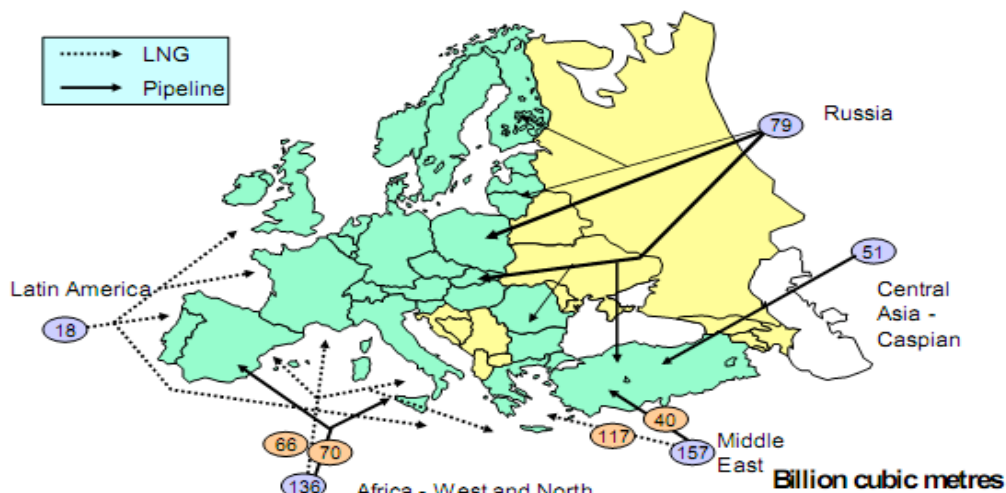 LNG
Pipeline
79
Russia
51
Latin America
Central
Asia -
Caspian
18
66
70
40
117
157
Middle
East
136
Africa - West and North
Billion cubic metres